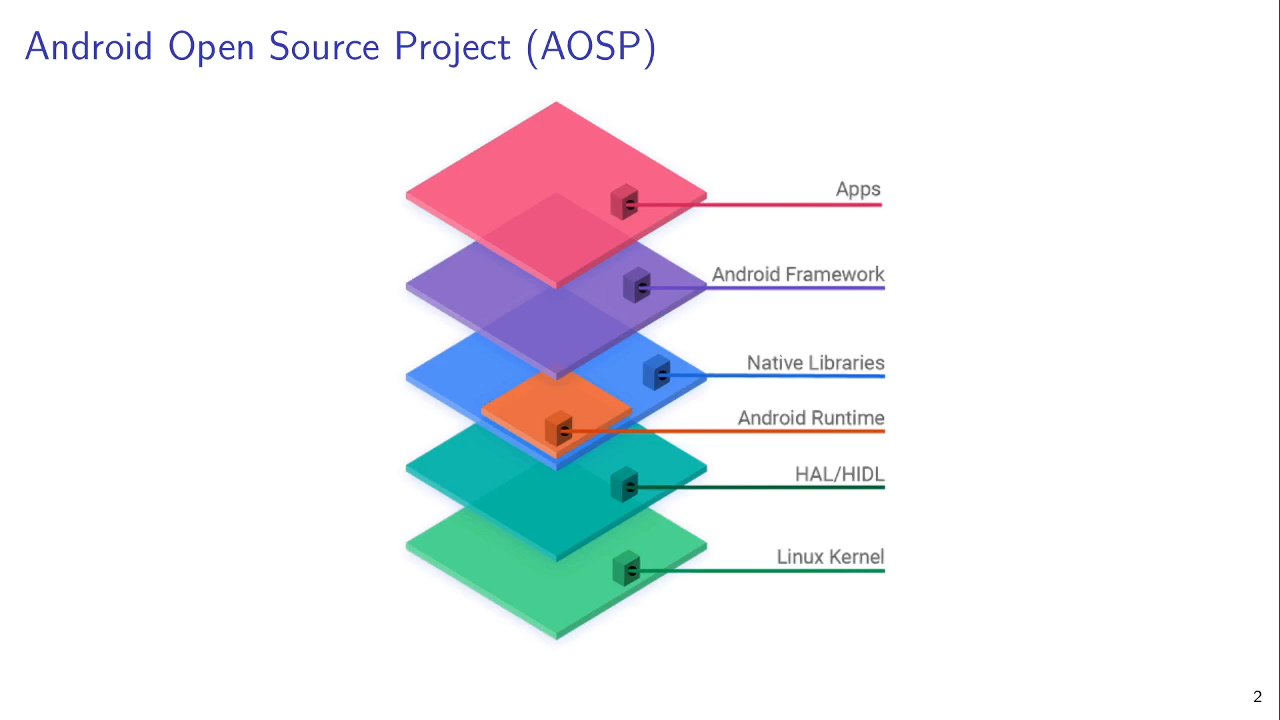 Android Open Source Project (AOSP)
Apps
Android Framework
Native Libraries
Android Runtime
HAL/HIDL
Linux Kernel
2